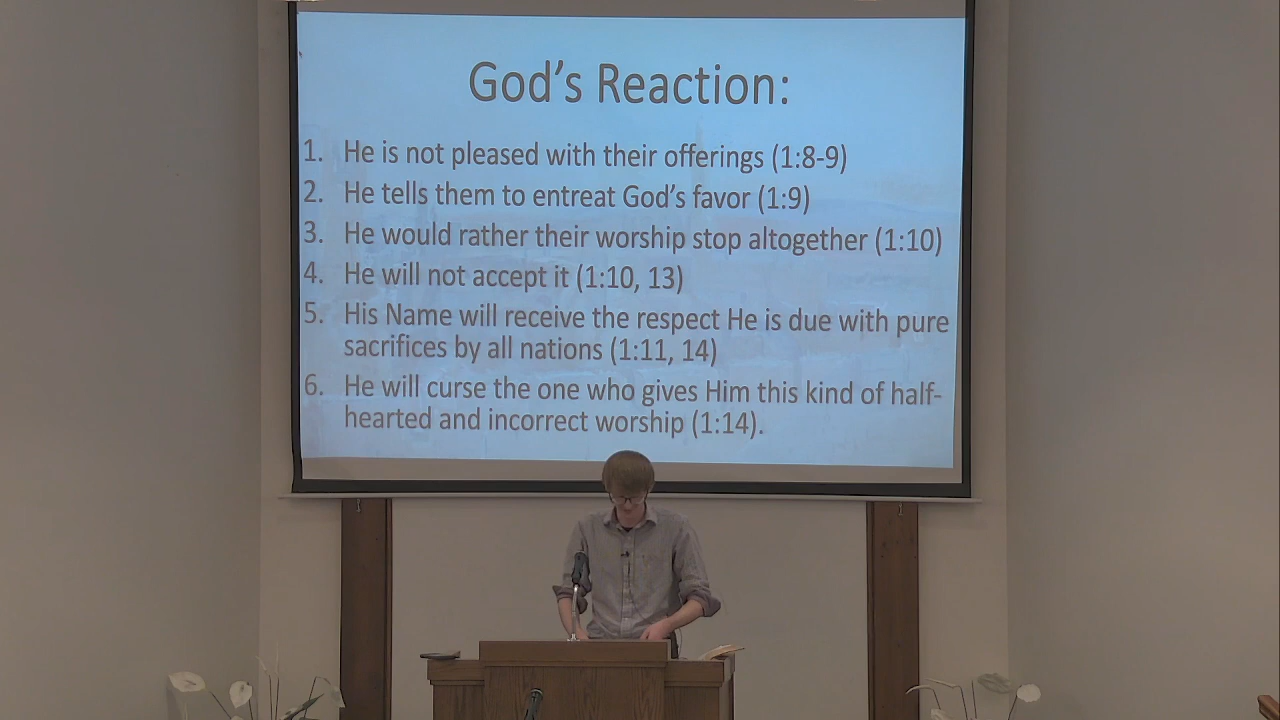 God's Reaction:
1. He is not pleased with their offerings (1:8-9)
2. He tells them to entreat God's favor (1:9)
3. He would rather their worship stop altogether (1:10)
4. He will not accept it (1:10, 13)
5. His Name will receive the respect He is due with pure
sacrifices by all nations (1:11, 14)
6. He will curse the one who gives Him this kind of half-
hearted and incorrect worship (1:14).